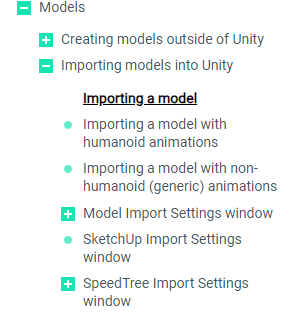 Models
Creating models outside of Unity
Importing models into Unity
Importing a model
Importing a model with
humanoid animations
Importing a model with non-
humanoid (generic) animations
Model Import Settings window
SketchUp Import Settings
window
SpeedTree Import Settings
window